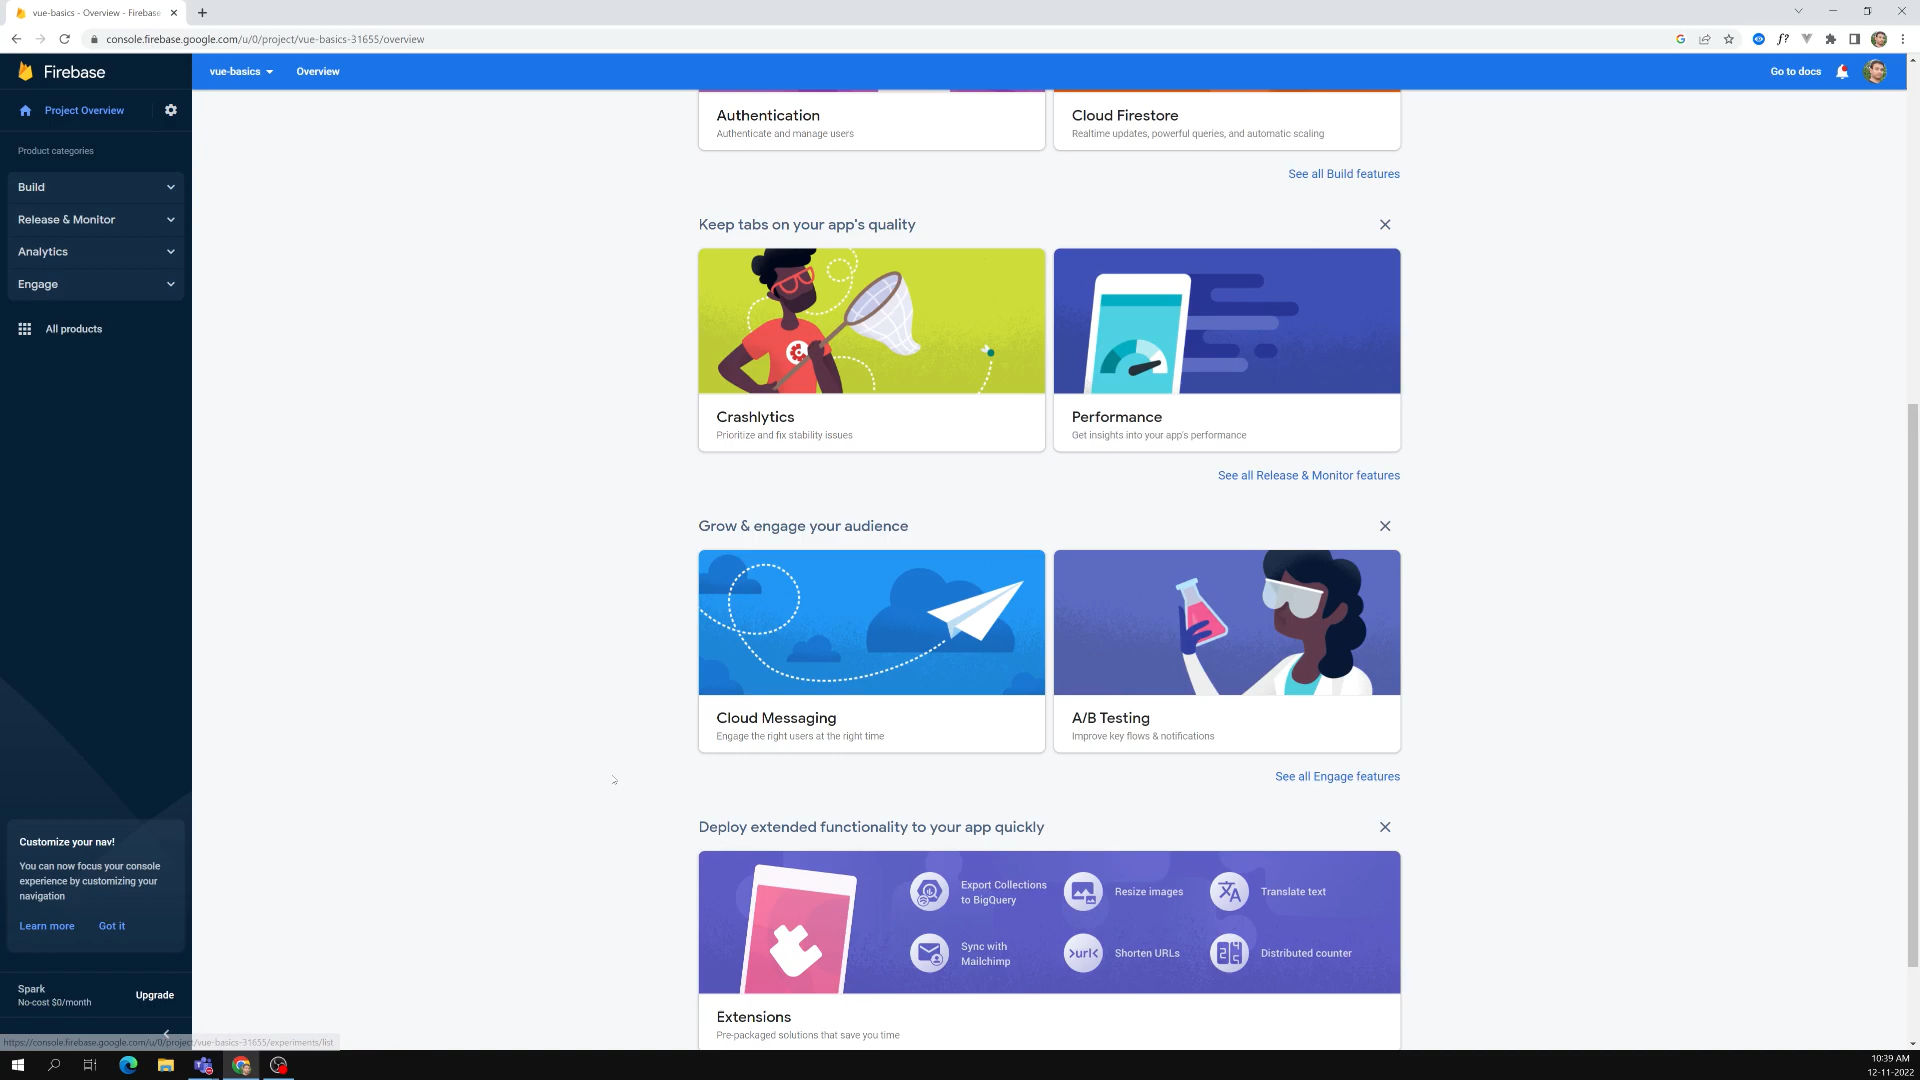 vue-basics - Overview - Firebase
console.firebase.google.com/u/0/project/vue-basics-31655/overview
Firebase
vue-basics
Overview
Go to docs
Project Overview
Product categories
Build
Release & Monitor
Analytics
Engage
All products
Authentication
Authenticate and manage users
Cloud Firestore
Realtime updates, powerful queries, and automatic scaling
See all Build features
Keep tabs on your app's quality
Crashlytics
Prioritize and fix stability issues
Performance
Get insights into your app's performance
See all Release & Monitor features
Grow & engage your audience
Cloud Messaging
Engage the right users at the right time
A/B Testing
Improve key flows & notifications
See all Engage features
Deploy extended functionality to your app quickly
Export Collections
to BigQuery
Resize images
Translate text
Sync with
Mailchimp
>url<
Shorten URLs
Distributed counter
Extensions
Pre-packaged solutions that save you time
Customize your nav!
You can now focus your console
experience by customizing your
navigation
Learn more
Got it
Spark
No-cost $0/month
Upgrade
https://console.firebase.google.com/u/0/project/vue-basics-31655/experiments/list
10:39 AM
12-11-2022